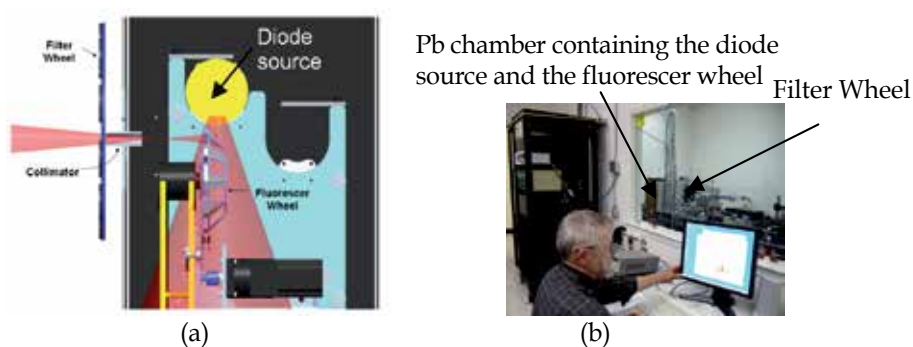 Filter
Wheel
Diode
source
Collimator
Fluorescer
Wheel
(a)
Pb chamber containing the diode
source and the fluorescer wheel
Filter Wheel
(b)